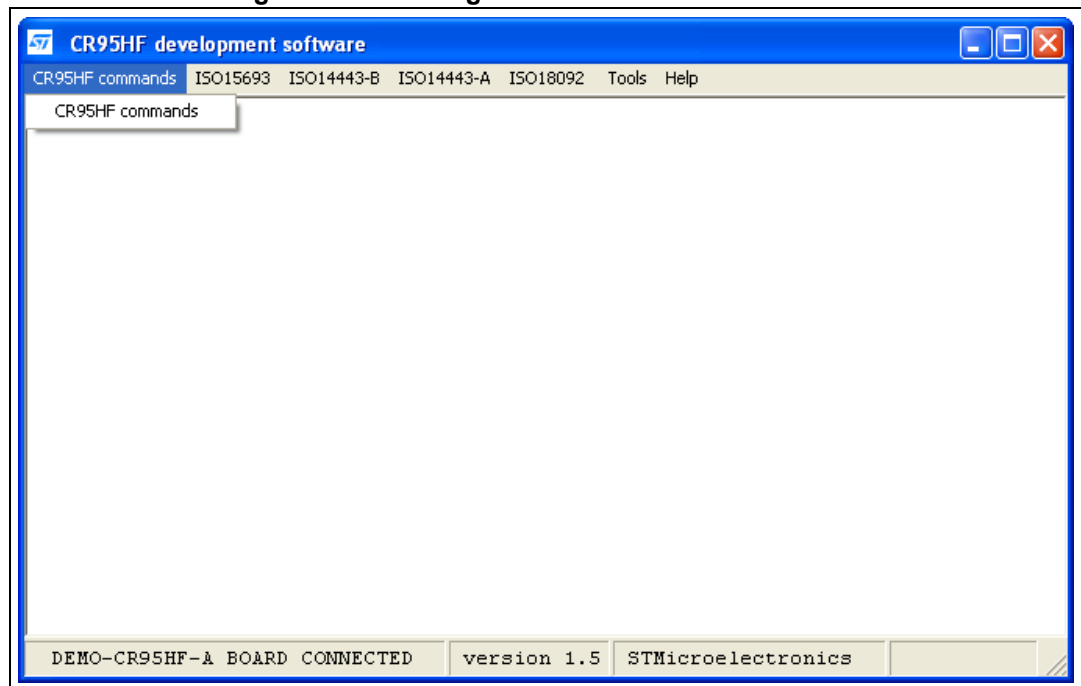 CR95HF development software
CR95HF commands ISO15693 ISO14443-B ISO14443-A ISO18092 Tools Help
CR95HF commands
DEMO-CR95HF-A BOARD CONNECTED version 1.5 STMicroelectronics